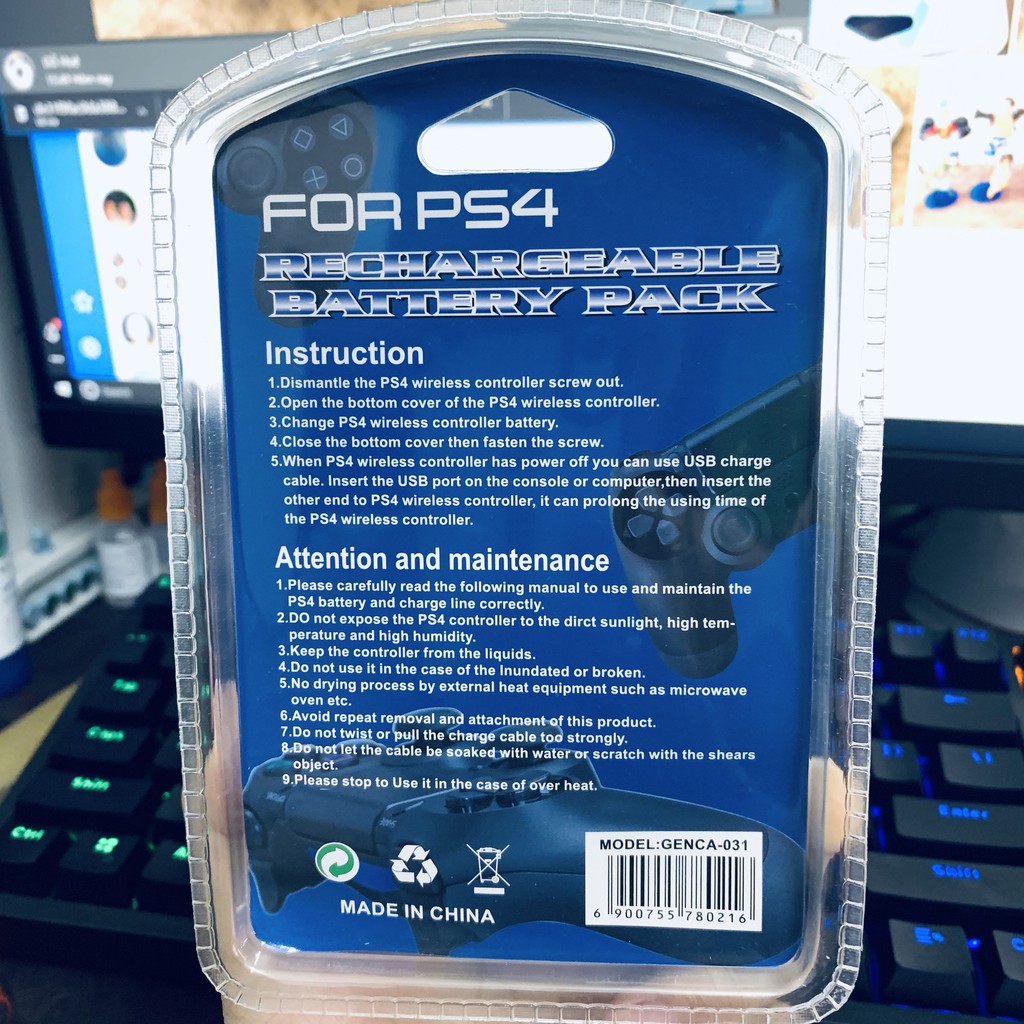 FOR PS4
RECHARGEABLE
BATTERY PACK
Instruction
1.Dismantle the PS4 wireless controller screw out.
2.Open the bottom cover of the PS4 wireless controller.
3.Change PS4 wireless controller battery.
4.Close the bottom cover then fasten the screw.
5.When PS4 wireless controller has power off you can use USB charge
cable. Insert the USB port on the console or computer,then insert the
other end to PS4 wireless controller, it can prolong the using time of
the PS4 wireless controller.
Attention and maintenance
1.Please carefully read the following manual to use and maintain the
PS4 battery and charge line correctly.
2.DO not expose the PS4 controller to the dirct sunlight, high tem-
perature and high humidity.
3.Keep the controller from the liquids.
4.Do not use it in the case of the Inundated or broken.
5.No drying process by external heat equipment such as microwave
oven etc.
6.Avoid repeat removal and attachment of this product.
7.Do not twist or pull the charge cable too strongly.
8.Do not let the cable be soaked with water or scratch with the shears
object.
9.Please stop to Use it in the case of over heat.
MADE IN CHINA
MODEL:GENCA-031
6 900755 780216
Caps
Shift
Ctrl
Enter
Shift